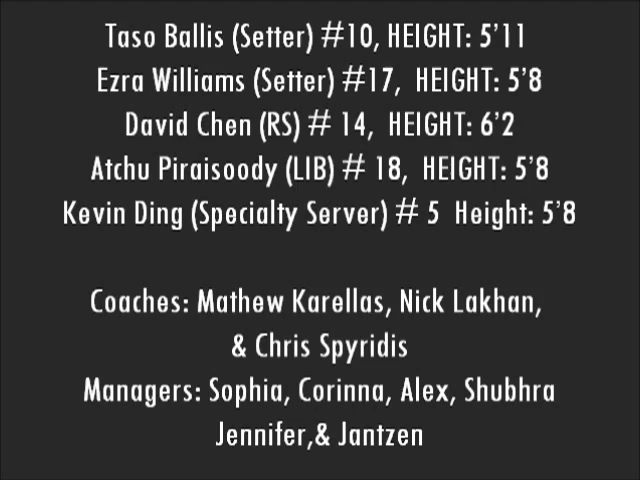 Taso Ballis (Setter) #10, HEIGHT: 5'11
Ezra Williams (Setter) #17, HEIGHT: 5'8
David Chen (RS) # 14, HEIGHT: 6'2
Atchu Piraisoody (LIB) # 18, HEIGHT: 5'8
Kevin Ding (Specialty Server) # 5 Height: 5'8
Coaches: Mathew Karellas, Nick Lakhan,
& Chris Spyridis
Managers: Sophia, Corinna, Alex, Shubhra
Jennifer,& Jantzen